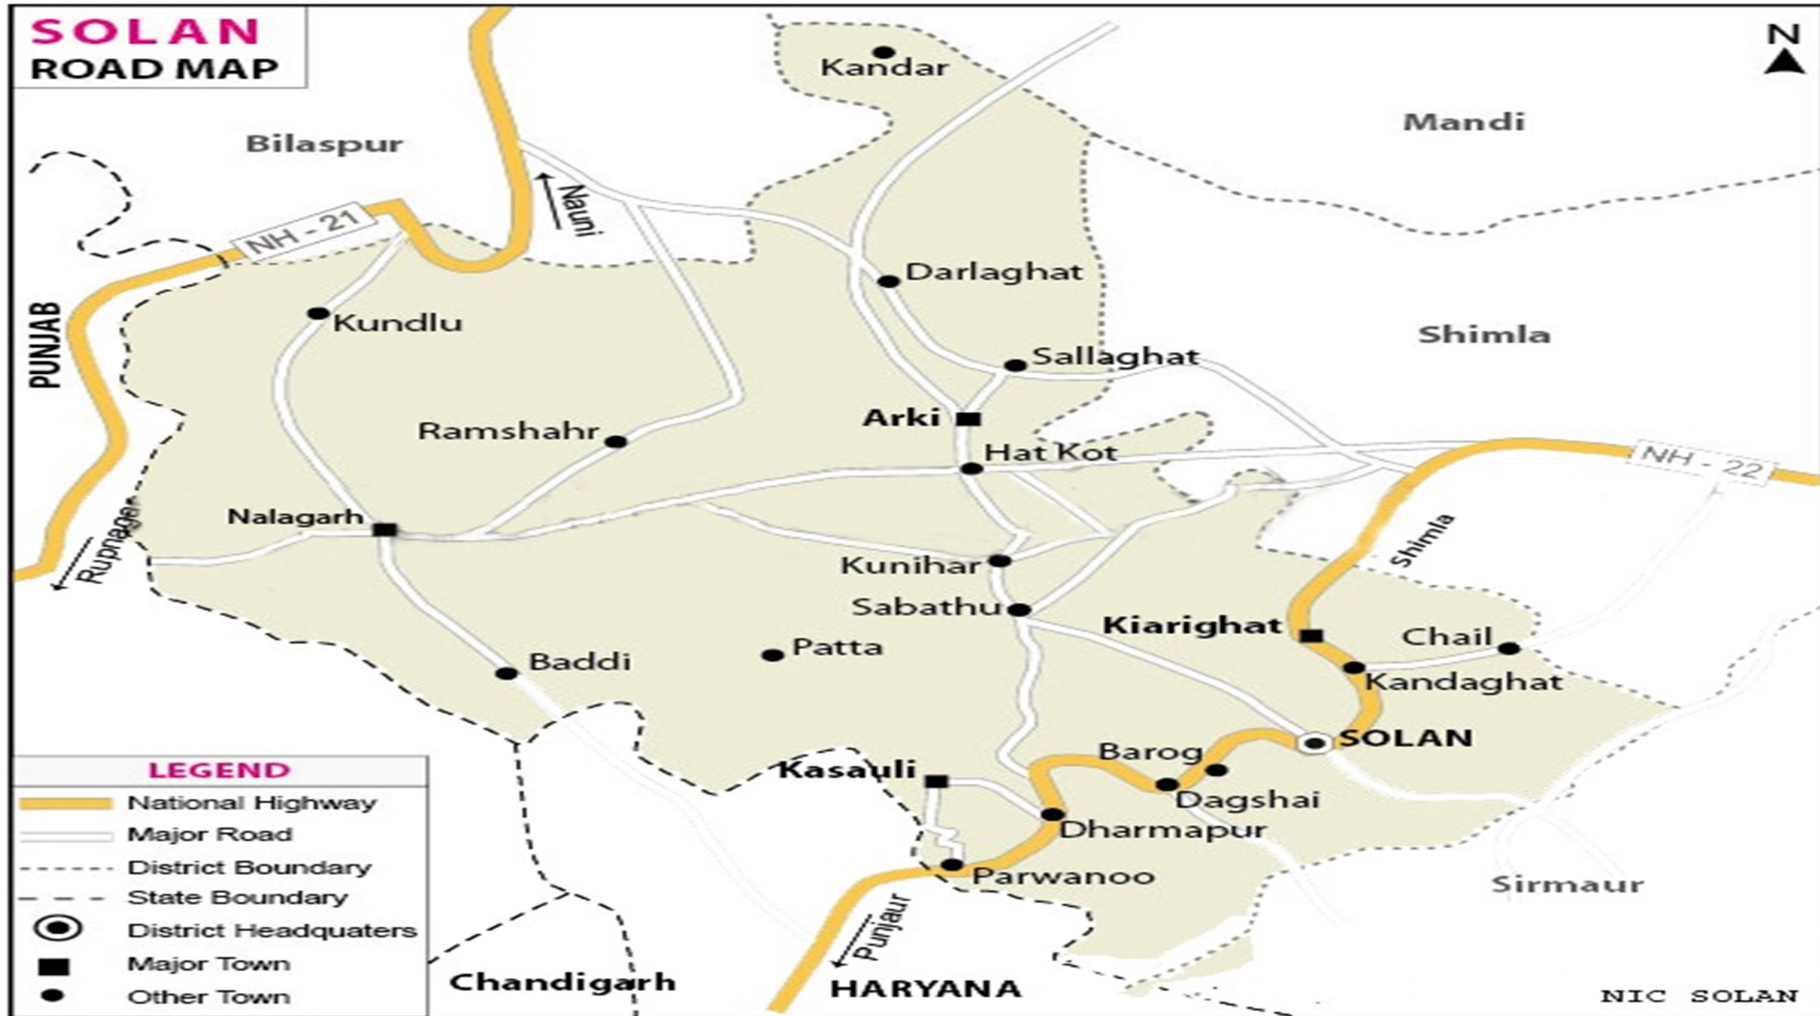 SOLAN
ROAD MAP
N
Kandar
Mandi
Bilaspur
Nauni
NH - 21
Darlaghat
PUNJAB
Kundlu
Shimla
Sallaghat
Arki
Ramshahr
Hat Kot
NH - 22
Nalagarh
Rupnager
Shimla
Kunihar
Sabathu
Kiarighat
Chail
Patta
Baddi
Kandaghat
SOLAN
Barog
Kasauli
Dagshai
Dharmapur
Parwanoo
Sirmaur
Punjaur
Chandigarh
HARYANA
LEGEND
National Highway
Major Road
District Boundary
State Boundary
District Headquaters
Major Town
Other Town
NIC SOLAN